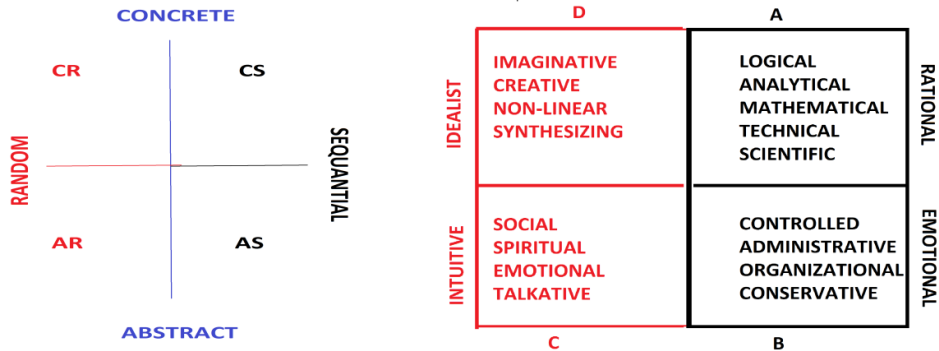 CONCRETE
CR
CS
RANDOM
SEQUANTIAL
AR
AS
ABSTRACT
D
A
IDEALIST
IMAGINATIVE
CREATIVE
NON-LINEAR
SYNTHESIZING
LOGICAL
ANALYTICAL
MATHEMATICAL
TECHNICAL
SCIENTIFIC
RATIONAL
INTUITIVE
SOCIAL
SPIRITUAL
EMOTIONAL
TALKATIVE
CONTROLLED
ADMINISTRATIVE
ORGANIZATIONAL
CONSERVATIVE
EMOTIONAL
C
B